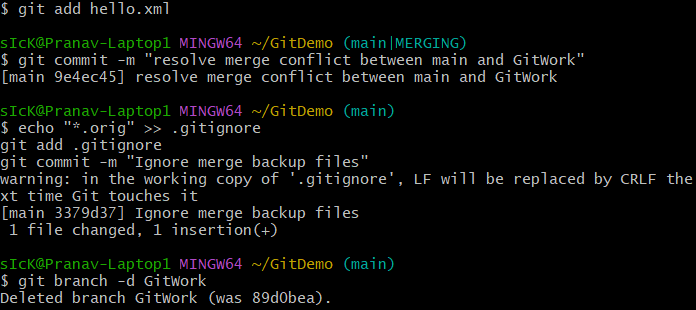 $ git add hello.xml
sIcK@Pranav-Laptop1 MINGW64 ~/GitDemo (main|MERGING)
$ git commit -m "resolve merge conflict between main and GitWork"
[main 9e4ec45] resolve merge conflict between main and GitWork
sIcK@Pranav-Laptop1 MINGW64 ~/GitDemo (main)
$ echo "*.orig" >> .gitignore
git add .gitignore
git commit -m "Ignore merge backup files"
warning: in the working copy of '.gitignore', LF will be replaced by CRLF the
xt time Git touches it
[main 3379d37] Ignore merge backup files
 1 file changed, 1 insertion(+)
sIcK@Pranav-Laptop1 MINGW64 ~/GitDemo (main)
$ git branch -d GitWork
Deleted branch GitWork (was 89d0bea).